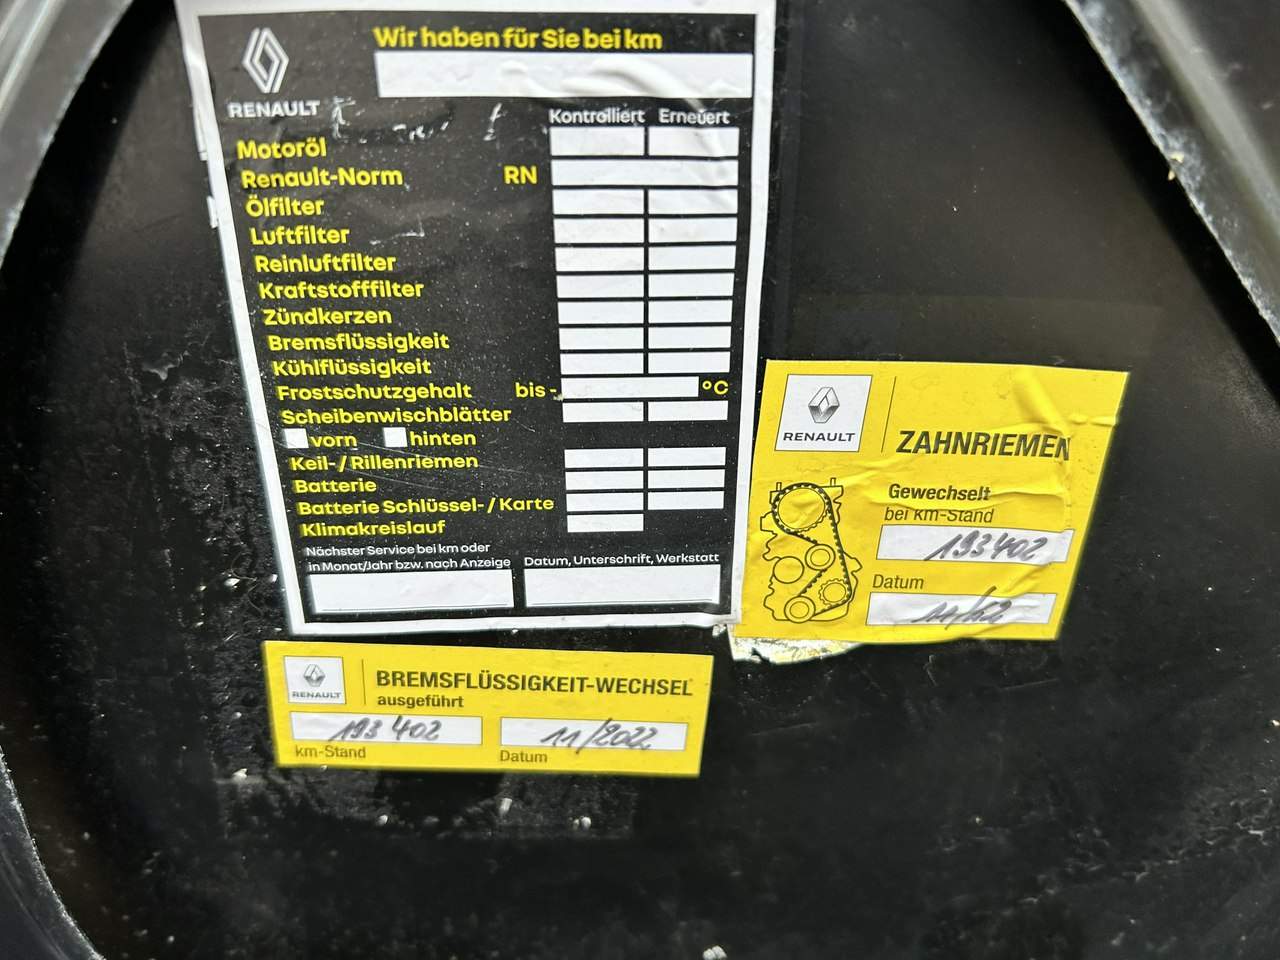 Wir haben für Sie bei km
RENAULT
Kontrolliert Erneuert
Motoröl
Renault-Norm RN
Ölfilter
Luftfilter
Reinluftfilter
Kraftstofffilter
Zündkerzen
Bremsflüssigkeit
Kühlflüssigkeit
Frostschutzgehalt bis - °C
Scheibenwischblätter
vorn hinten
Keil-/Rillenriemen
Batterie
Batterie Schlüssel-/Karte
Klimakreislauf
Nächster Service bei km oder
in Monat/Jahr bzw. nach Anzeige
Datum, Unterschrift, Werkstatt
RENAULT
ZAHNRIEMEN
Gewechselt
bei km-Stand
193402
Datum
11/22
RENAULT
BREMSFLÜSSIGKEIT-WECHSEL
ausgeführt
193 402
11/2022
km-Stand
Datum